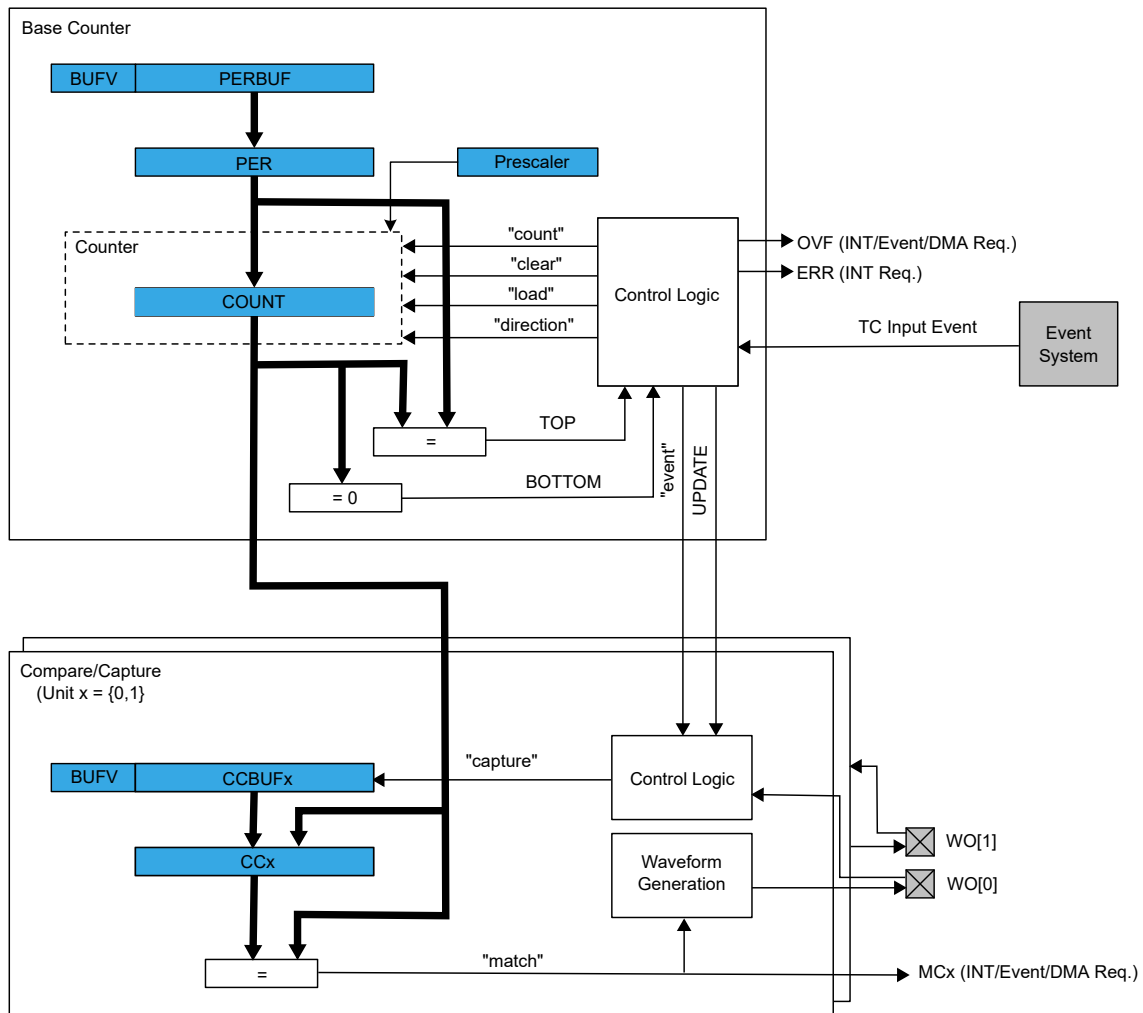 Base Counter
BUFV
PERBUF
PER
Prescaler
Counter
"count"
"clear"
"load"
"direction"
COUNT
Control Logic
OVF (INT/Event/DMA Req.)
ERR (INT Req.)
TC Input Event
Event
System
=
TOP
= 0
BOTTOM
"event"
UPDATE
Compare/Capture
(Unit x = {0,1}
BUFV
CCBUFx
"capture"
Control Logic
CCx
Waveform
Generation
WO[1]
WO[0]
=
"match"
MCx (INT/Event/DMA Req.)